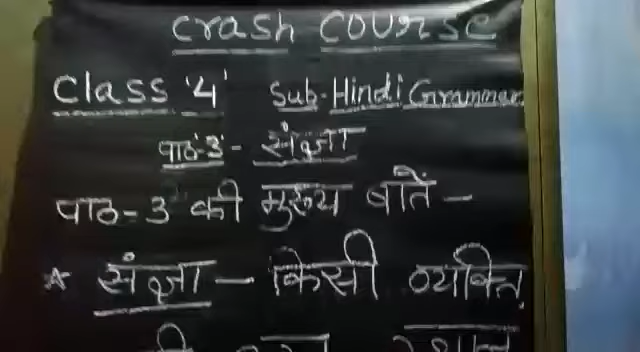 Crash Course
Class '4' Sub-Hindi Grammar
पाठ-3 - संज्ञा
पाठ-3 की मुख्य बातें -
* संज्ञा - किसी व्यक्ति